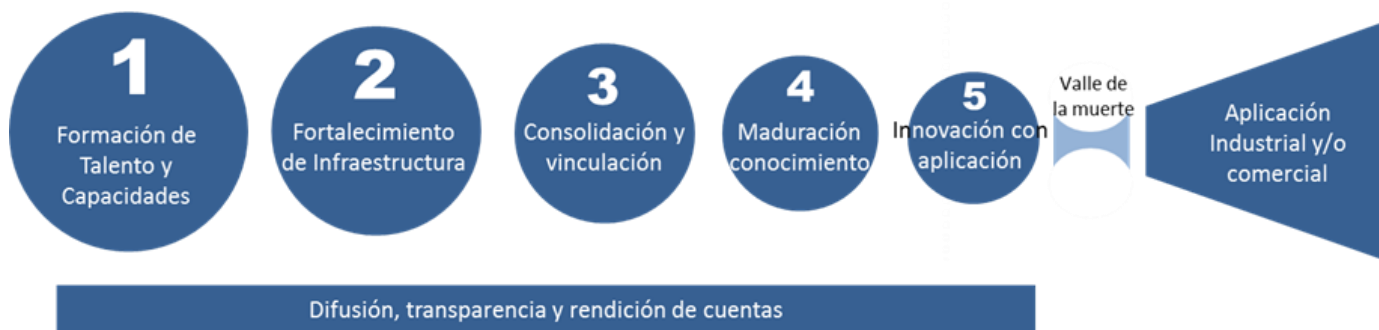 1
Formación de
Talento y
Capacidades
2
Fortalecimiento
de Infraestructura
3
Consolidación y
vinculación
4
Maduración
conocimiento
5
Innovación con
aplicación
Valle de
la muerte
Aplicación
Industrial y/o
comercial
Difusión, transparencia y rendición de cuentas